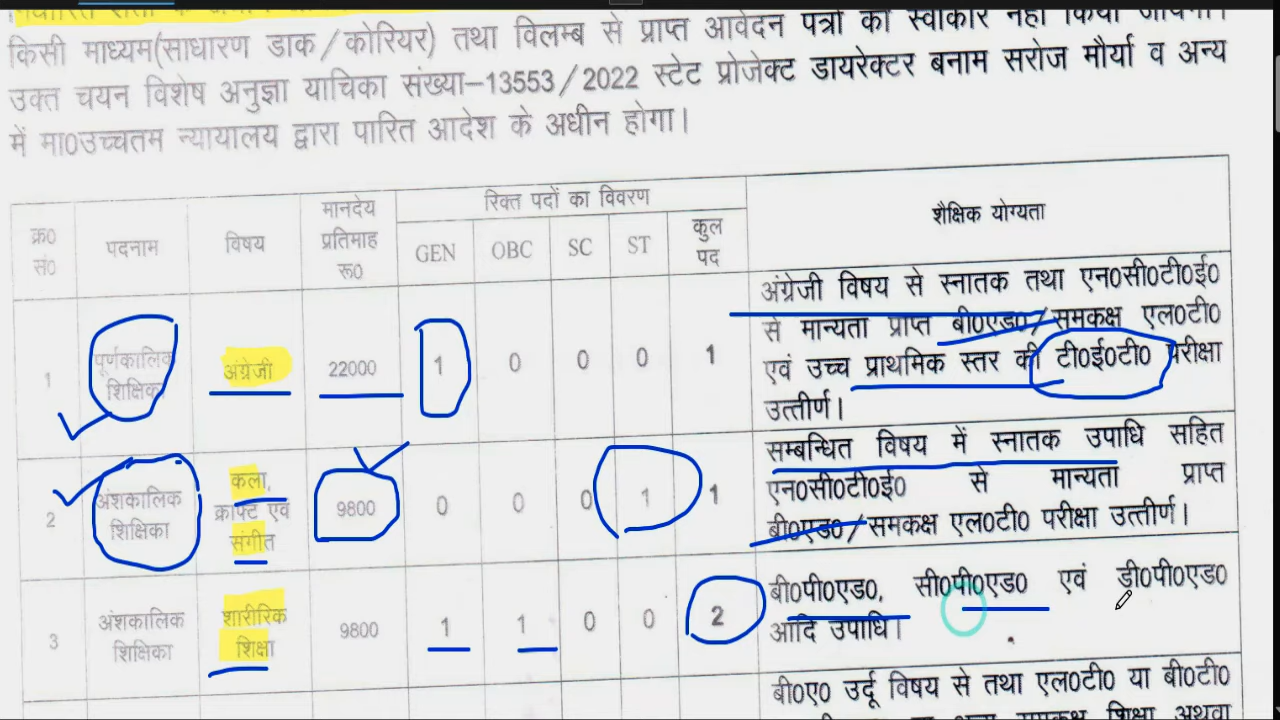 निर्धारित शर्तों के
किसी माध्यम(साधारण डाक/कोरियर) तथा विलम्ब से प्राप्त आवेदन पत्रों को स्वीकार नहीं किया जायेगा।
उक्त चयन विशेष अनुज्ञा याचिका संख्या–13553/2022 स्टेट प्रोजेक्ट डायरेक्टर बनाम सरोज मौर्या व अन्य
में मा0उच्चतम न्यायालय द्वारा पारित आदेश के अधीन होगा।
क्र0 सं0
पदनाम
विषय
मानदेय प्रतिमाह रू0
रिक्त पदों का विवरण
GEN OBC SC ST कुल पद
शैक्षिक योग्यता
1 पूर्णकालिक शिक्षिका अंग्रेजी 22000 1 0 0 0 1
अंग्रेजी विषय से स्नातक तथा एन0सी0टी0ई0
से मान्यता प्राप्त बी0एड0/समकक्ष एल0टी0
एवं उच्च प्राथमिक स्तर की टी0ई0टी0 परीक्षा
उत्तीर्ण।
2 अंशकालिक शिक्षिका कला, क्राफ्ट एवं संगीत 9800 0 0 0 1 1
सम्बन्धित विषय में स्नातक उपाधि सहित
एन0सी0टी0ई0 से मान्यता प्राप्त
बी0एड0/समकक्ष एल0टी0 परीक्षा उत्तीर्ण।
3 अंशकालिक शिक्षिका शारीरिक शिक्षा 9800 1 1 0 0 2
बी0पी0एड0, सी0पी0एड0 एवं डी0पी0एड0
आदि उपाधि।
बी0ए0 उर्दू विषय से तथा एल0टी0 या बी0टी0
समकक्ष शिक्षा अथवा